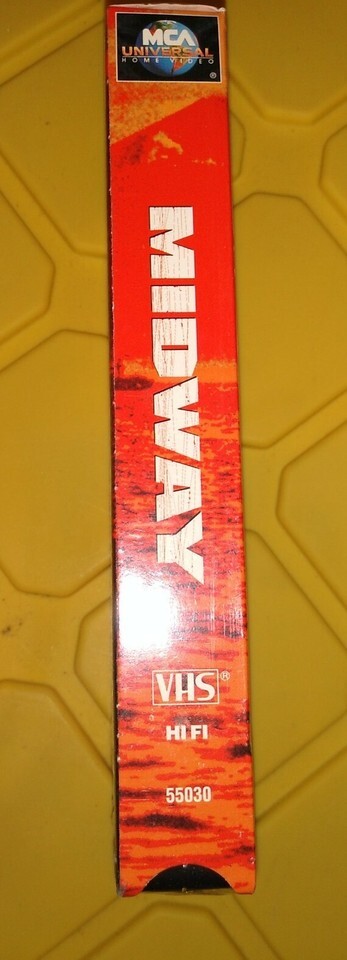 MCA
UNIVERSAL
HOME VIDEO
®
MIDWAY
VHS®
HI FI
55030